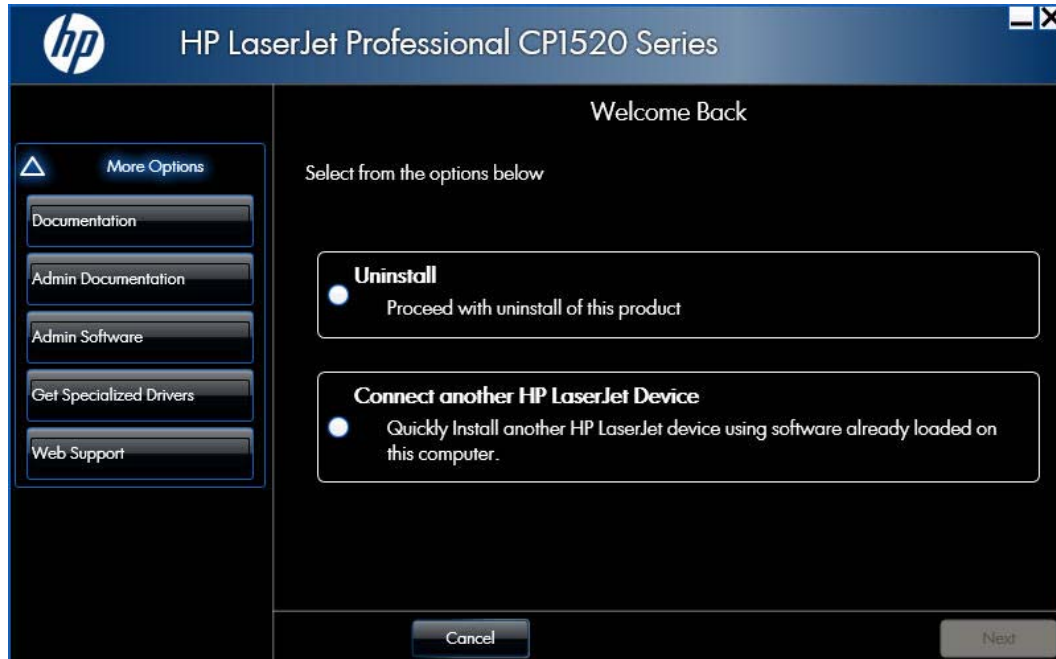 hp
HP LaserJet Professional CP1520 Series
Welcome Back
More Options
Documentation
Admin Documentation
Admin Software
Get Specialized Drivers
Web Support
Select from the options below
Uninstall
Proceed with uninstall of this product
Connect another HP LaserJet Device
Quickly Install another HP LaserJet device using software already loaded on
this computer.
Cancel
Next